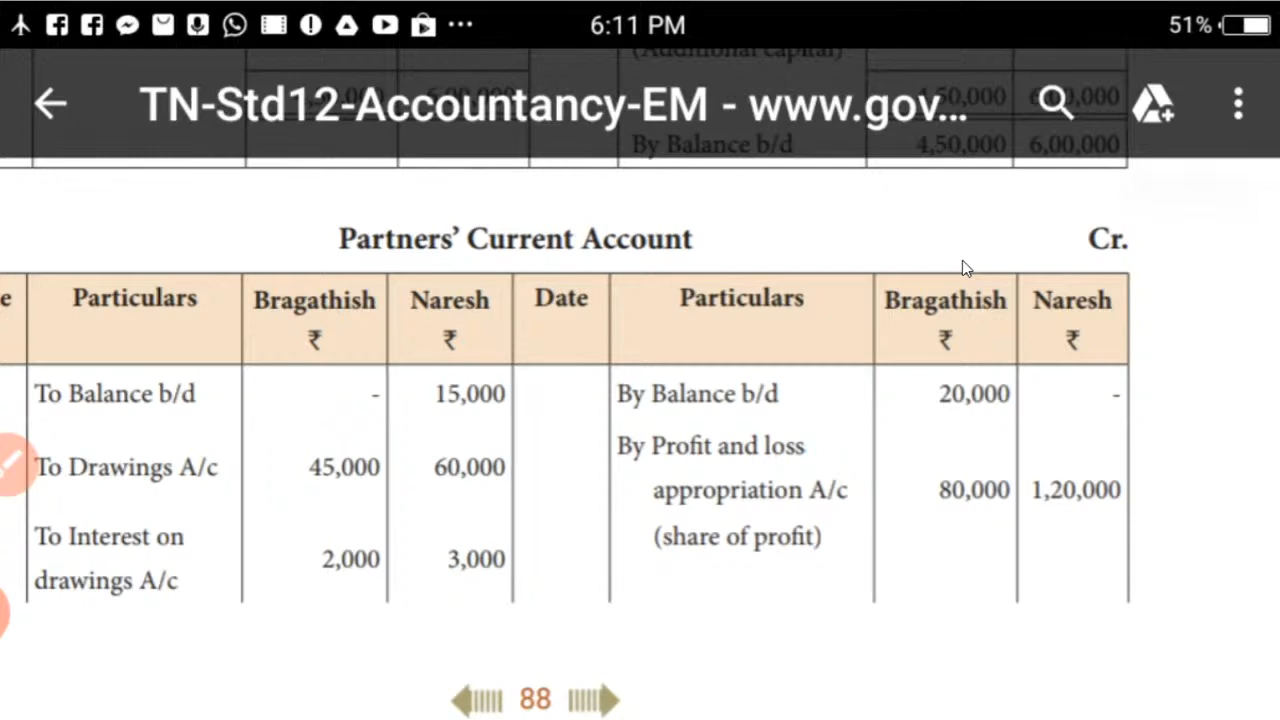 6:11 PM
51%
(Additional capital)
TN-Std12-Accountancy-EM - www.gov...
By Balance b/d 4,50,000 6,00,000
Partners' Current Account Cr.
e Particulars Bragathish ₹ Naresh ₹ Date Particulars Bragathish ₹ Naresh ₹
To Balance b/d - 15,000 By Balance b/d 20,000 -
By Profit and loss
To Drawings A/c 45,000 60,000
appropriation A/c 80,000 1,20,000
(share of profit)
To Interest on
drawings A/c 2,000 3,000
88